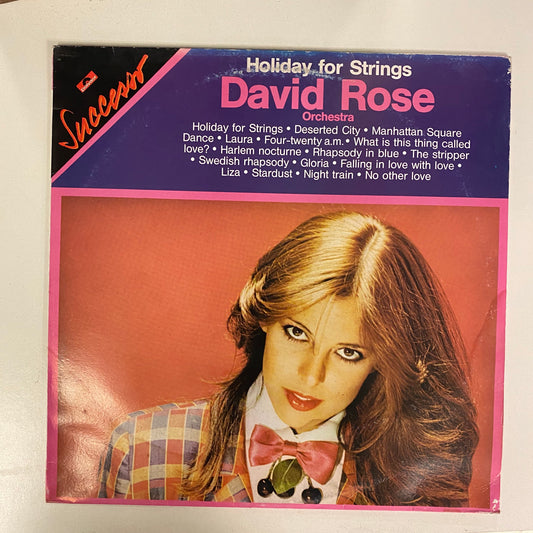 Successo
Holiday for Strings
David Rose
Orchestra
Holiday for Strings • Deserted City • Manhattan Square
Dance • Laura • Four-twenty a.m. • What is this thing called
love? • Harlem nocturne • Rhapsody in blue • The stripper
• Swedish rhapsody • Gloria • Falling in love with love •
Liza • Stardust • Night train • No other love